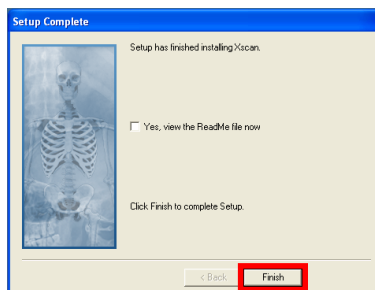 Setup Complete
Setup has finished installing Xscan.
Yes, view the ReadMe file now
Click Finish to complete Setup.
< Back
Finish